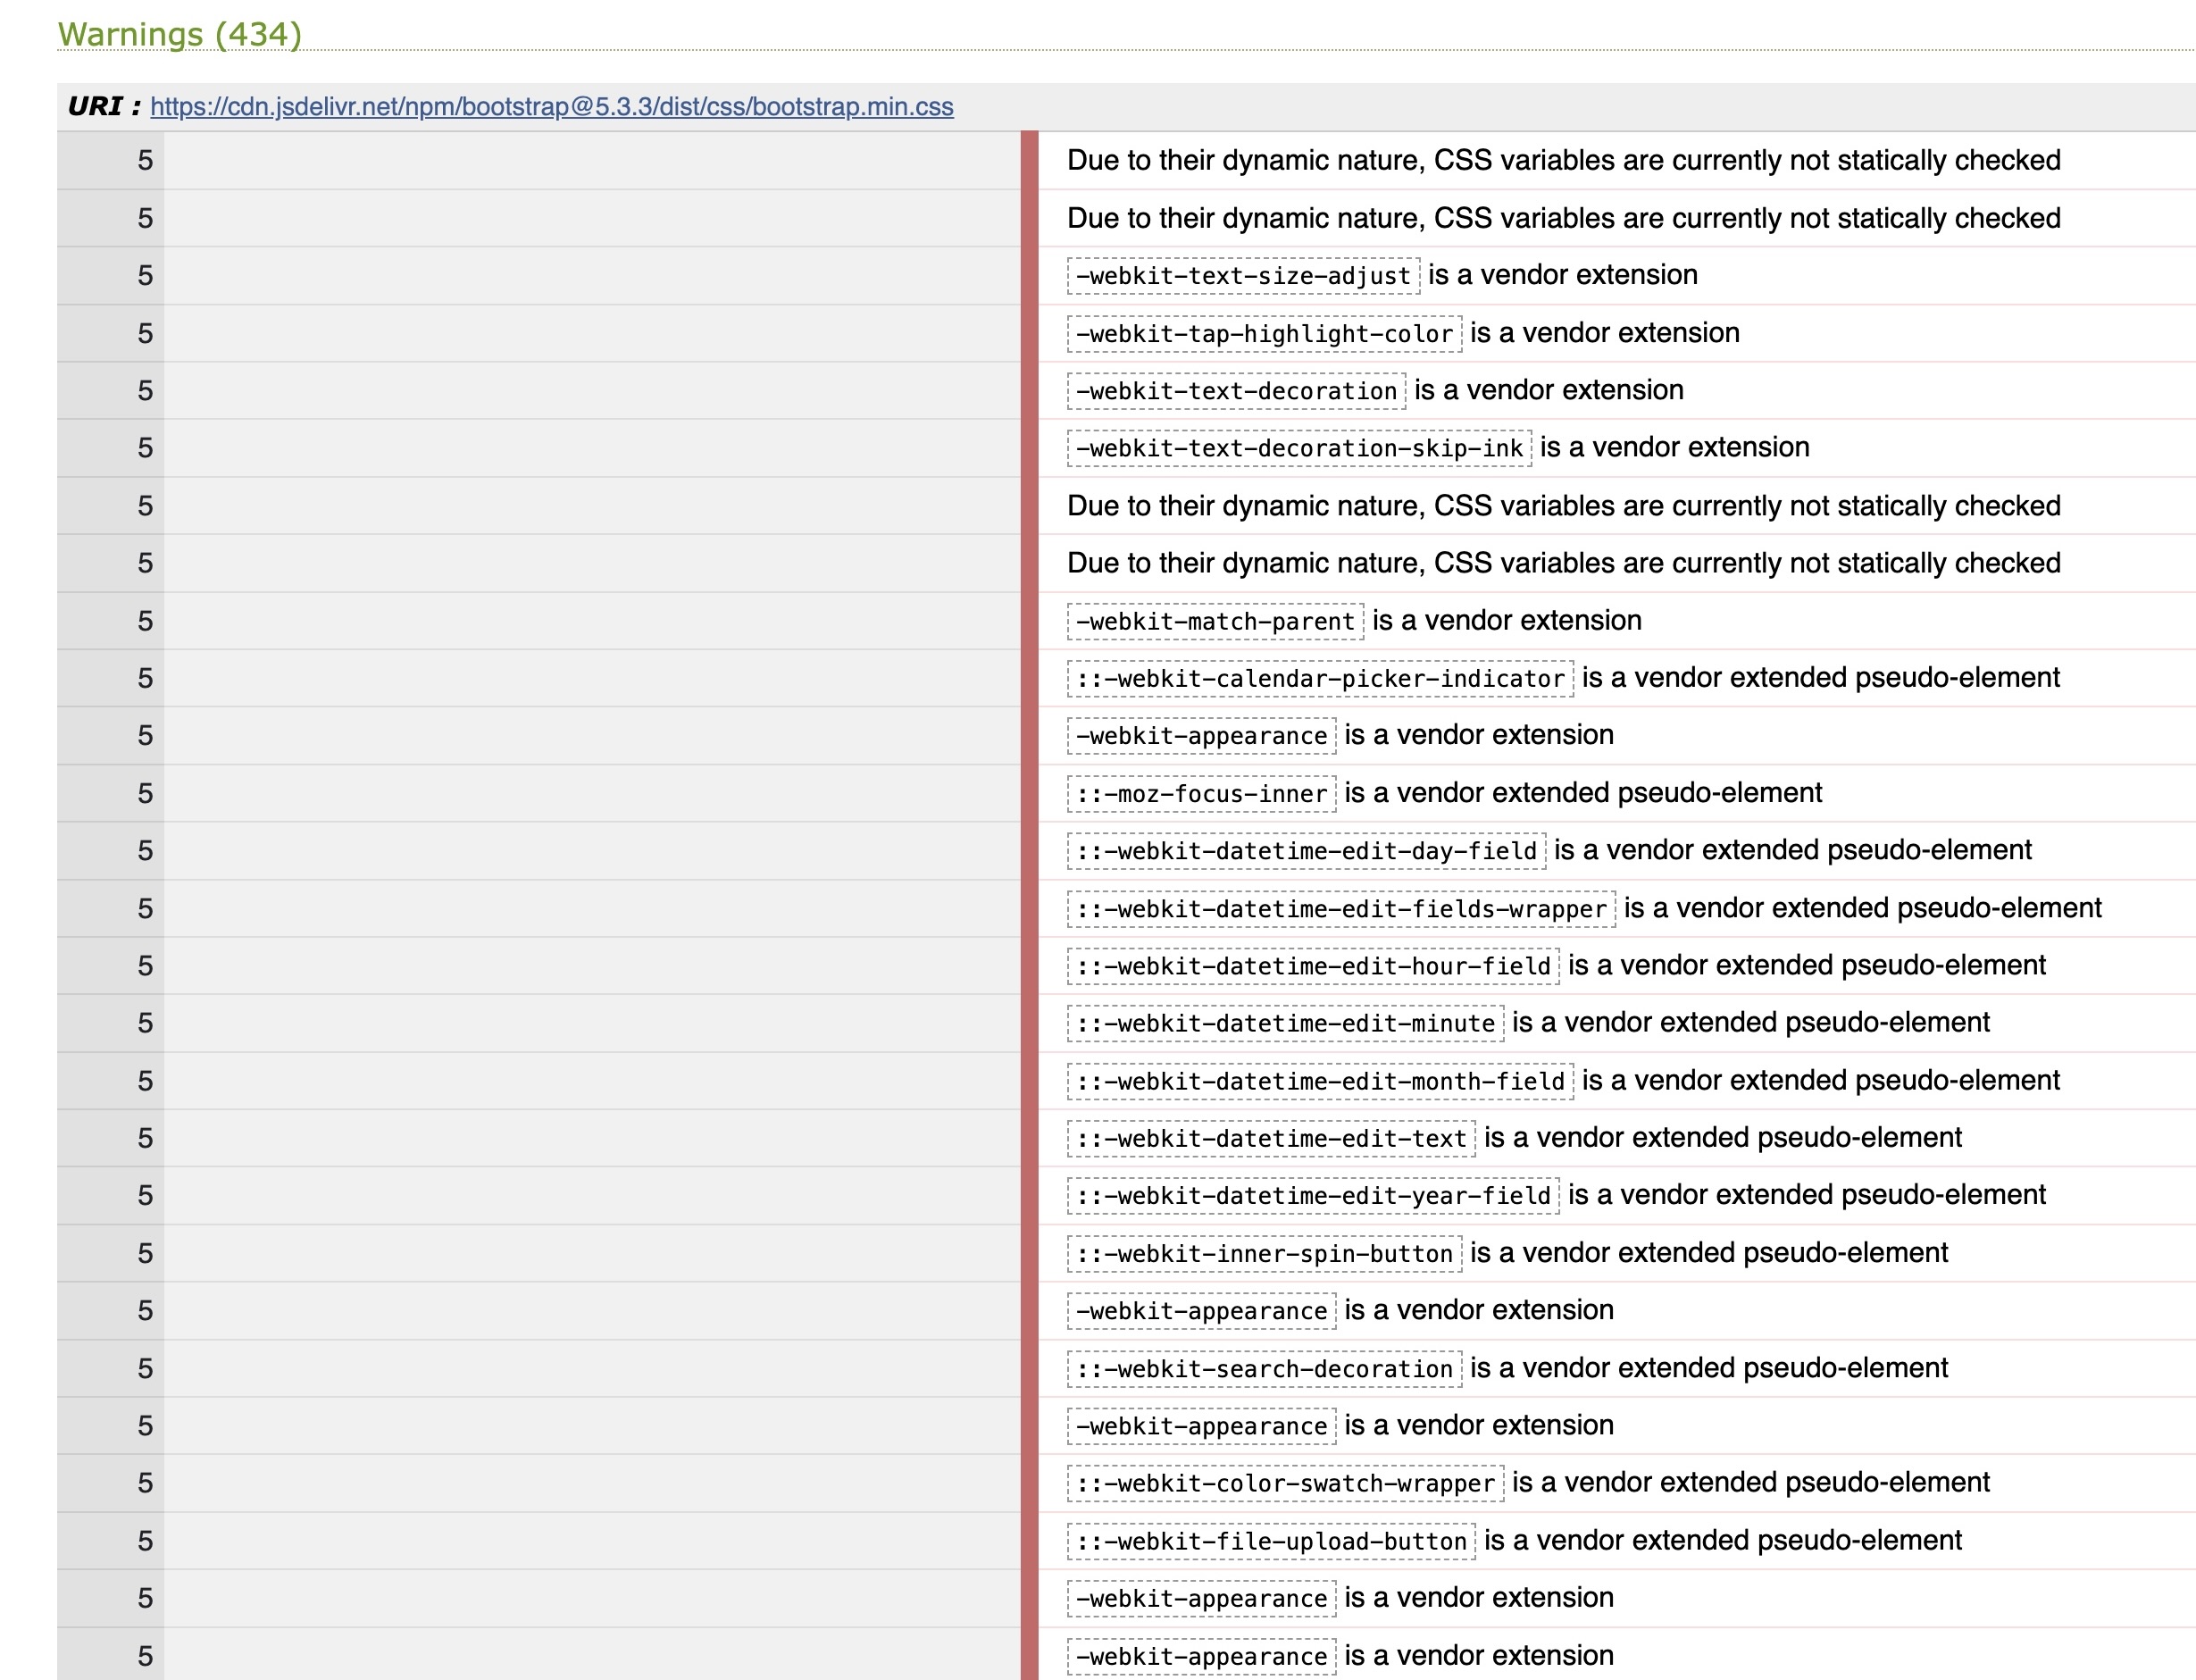 Warnings (434)
URI : https://cdn.jsdelivr.net/npm/bootstrap@5.3.3/dist/css/bootstrap.min.css
5 Due to their dynamic nature, CSS variables are currently not statically checked
5 Due to their dynamic nature, CSS variables are currently not statically checked
5 -webkit-text-size-adjust is a vendor extension
5 -webkit-tap-highlight-color is a vendor extension
5 -webkit-text-decoration is a vendor extension
5 -webkit-text-decoration-skip-ink is a vendor extension
5 Due to their dynamic nature, CSS variables are currently not statically checked
5 Due to their dynamic nature, CSS variables are currently not statically checked
5 -webkit-match-parent is a vendor extension
5 ::-webkit-calendar-picker-indicator is a vendor extended pseudo-element
5 -webkit-appearance is a vendor extension
5 ::-moz-focus-inner is a vendor extended pseudo-element
5 ::-webkit-datetime-edit-day-field is a vendor extended pseudo-element
5 ::-webkit-datetime-edit-fields-wrapper is a vendor extended pseudo-element
5 ::-webkit-datetime-edit-hour-field is a vendor extended pseudo-element
5 ::-webkit-datetime-edit-minute is a vendor extended pseudo-element
5 ::-webkit-datetime-edit-month-field is a vendor extended pseudo-element
5 ::-webkit-datetime-edit-text is a vendor extended pseudo-element
5 ::-webkit-datetime-edit-year-field is a vendor extended pseudo-element
5 ::-webkit-inner-spin-button is a vendor extended pseudo-element
5 -webkit-appearance is a vendor extension
5 ::-webkit-search-decoration is a vendor extended pseudo-element
5 -webkit-appearance is a vendor extension
5 ::-webkit-color-swatch-wrapper is a vendor extended pseudo-element
5 ::-webkit-file-upload-button is a vendor extended pseudo-element
5 -webkit-appearance is a vendor extension
5 -webkit-appearance is a vendor extension